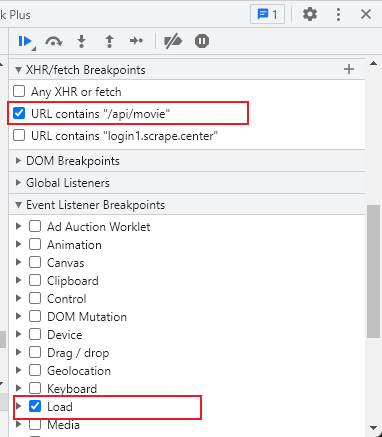 k Plus
1
XHR/fetch Breakpoints
Any XHR or fetch
URL contains "/api/movie"
URL contains "login1.scrape.center"
DOM Breakpoints
Global Listeners
Event Listener Breakpoints
Ad Auction Worklet
Animation
Canvas
Clipboard
Control
DOM Mutation
Device
Drag / drop
Geolocation
Keyboard
Load
Media